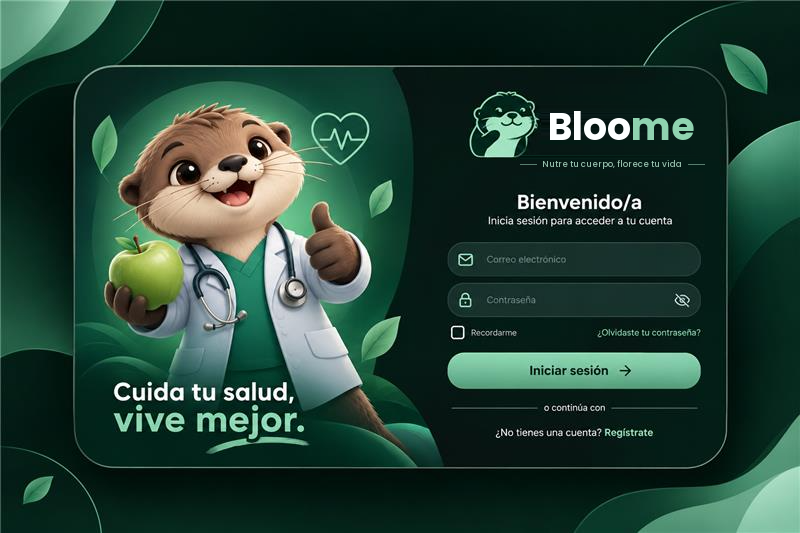 Cuida tu salud,
vive mejor.
Bloome
Nutre tu cuerpo, florece tu vida
Bienvenido/a
Inicia sesión para acceder a tu cuenta
Correo electrónico
Contraseña
Recordarme
¿Olvidaste tu contraseña?
Iniciar sesión →
o continúa con
¿No tienes una cuenta? Regístrate